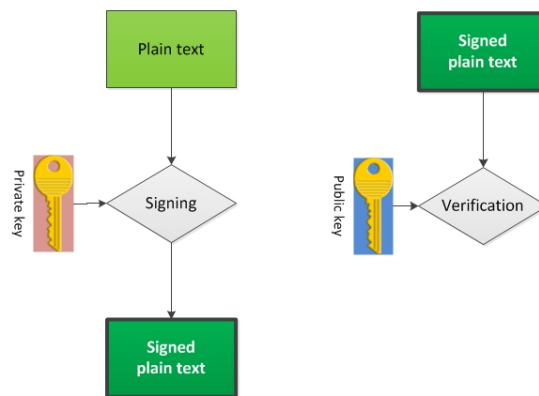 Plain text
Private key
Signing
Signed
plain text
Signed
plain text
Public key
Verification